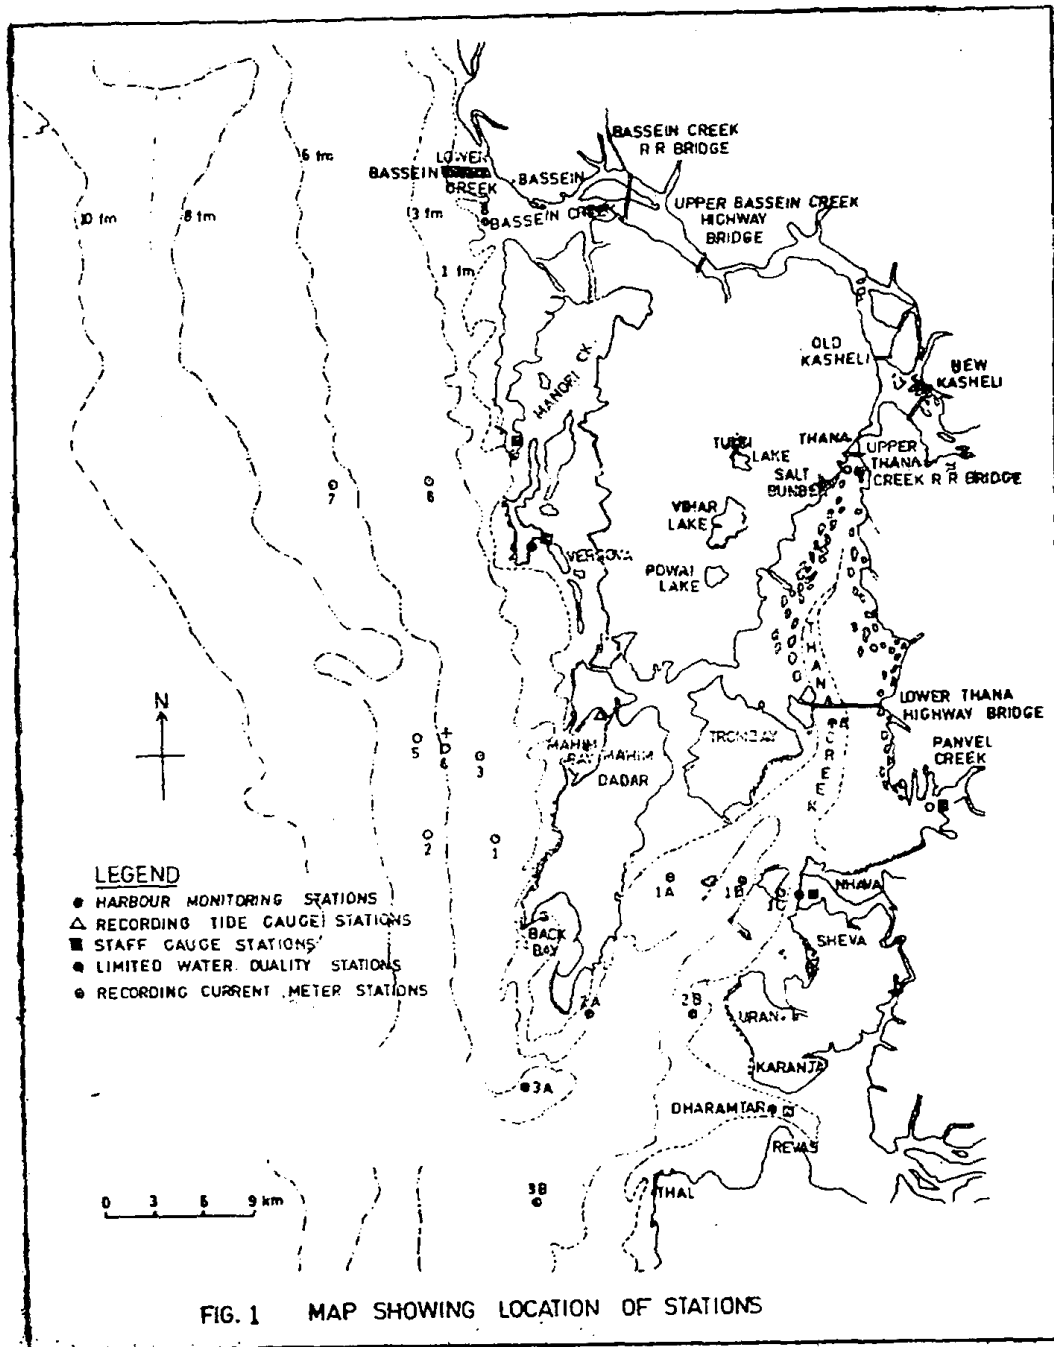 BASSEIN CREEK
R R BRIDGE
6 fm
LOWER
BASSEIN
CREEK
BASSEIN
10 fm
8 fm
3 fm
BASSEIN CREEK
UPPER BASSEIN CREEK
HIGHWAY
BRIDGE
1 fm
OLD
KASHELI
NEW
KASHELI
MANORI CK
TULSI
LAKE
THANA
UPPER
THANA
CREEK R R BRIDGE
SALT
BUNDER
7
8
VIHAR
LAKE
VERSOVA
POWAI
LAKE
THANA CREEK
LOWER THANA
HIGHWAY BRIDGE
N
MAHIM
BAY
MAHIM
DADAR
TROMBAY
PANVEL
CREEK
5
3
2
1
LEGEND
HARBOUR MONITORING STATIONS
RECORDING TIDE GAUGE STATIONS
STAFF GAUGE STATIONS
LIMITED WATER QUALITY STATIONS
RECORDING CURRENT METER STATIONS
1A
1B
1C
NHAVA
SHEVA
BACK
BAY
2A
2B
URAN
KARANJA
3A
DHARAMTAR
REVAS
0 3 6 9 km
3B
THAL
FIG. 1 MAP SHOWING LOCATION OF STATIONS